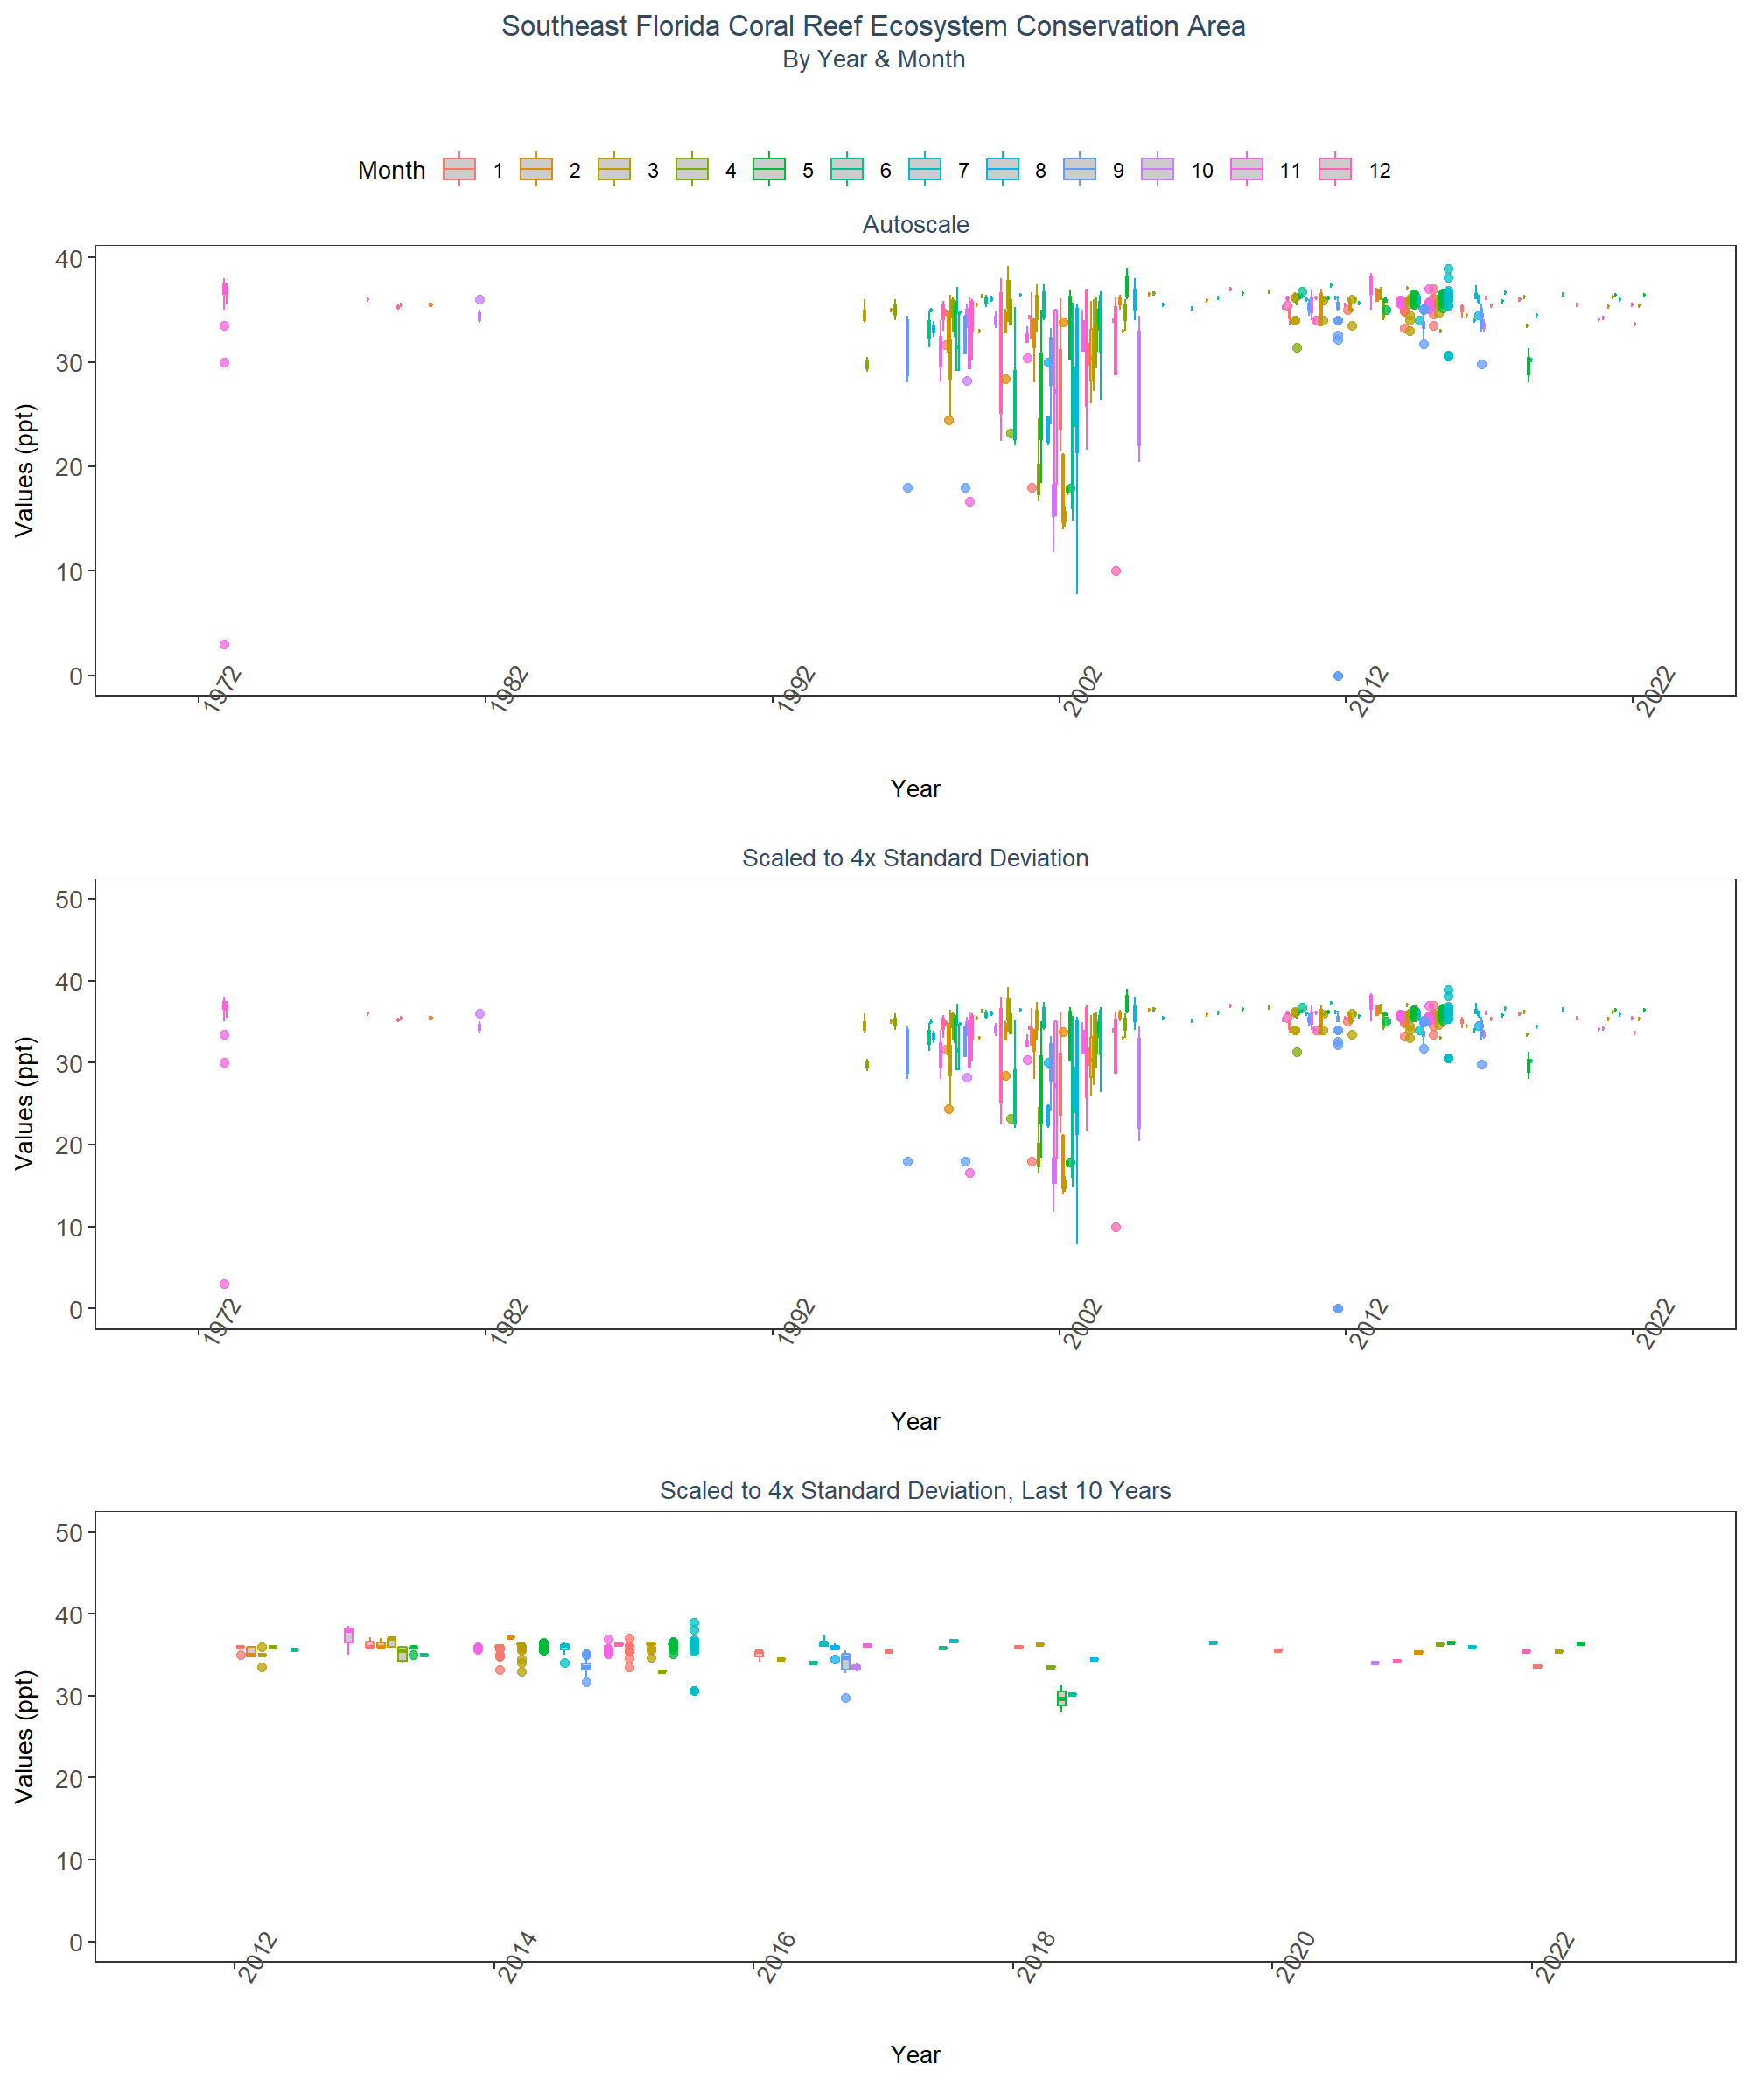 Southeast Florida Coral Reef Ecosystem Conservation Area
By Year & Month
Month 1 2 3 4 5 6 7 8 9 10 11 12
Autoscale
Values (ppt)
40
30
20
10
0
1972 1982 1992 2002 2012 2022
Year
Scaled to 4x Standard Deviation
Values (ppt)
50
40
30
20
10
0
1972 1982 1992 2002 2012 2022
Year
Scaled to 4x Standard Deviation, Last 10 Years
Values (ppt)
50
40
30
20
10
0
2012 2014 2016 2018 2020 2022
Year